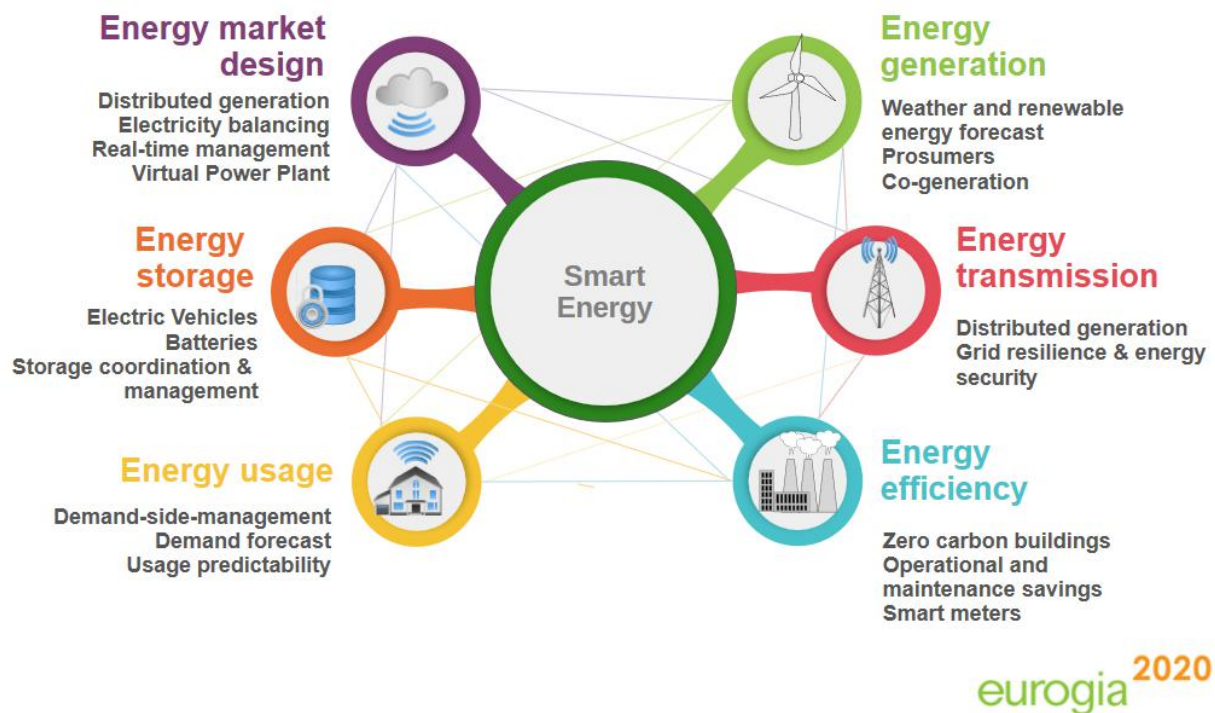 Energy market
design
Distributed generation
Electricity balancing
Real-time management
Virtual Power Plant
Energy
generation
Weather and renewable
energy forecast
Prosumers
Co-generation
Energy
storage
Electric Vehicles
Batteries
Storage coordination &
management
Smart
Energy
Energy
transmission
Distributed generation
Grid resilience & energy
security
Energy usage
Demand-side-management
Demand forecast
Usage predictability
Energy
efficiency
Zero carbon buildings
Operational and
maintenance savings
Smart meters
eurogia 2020